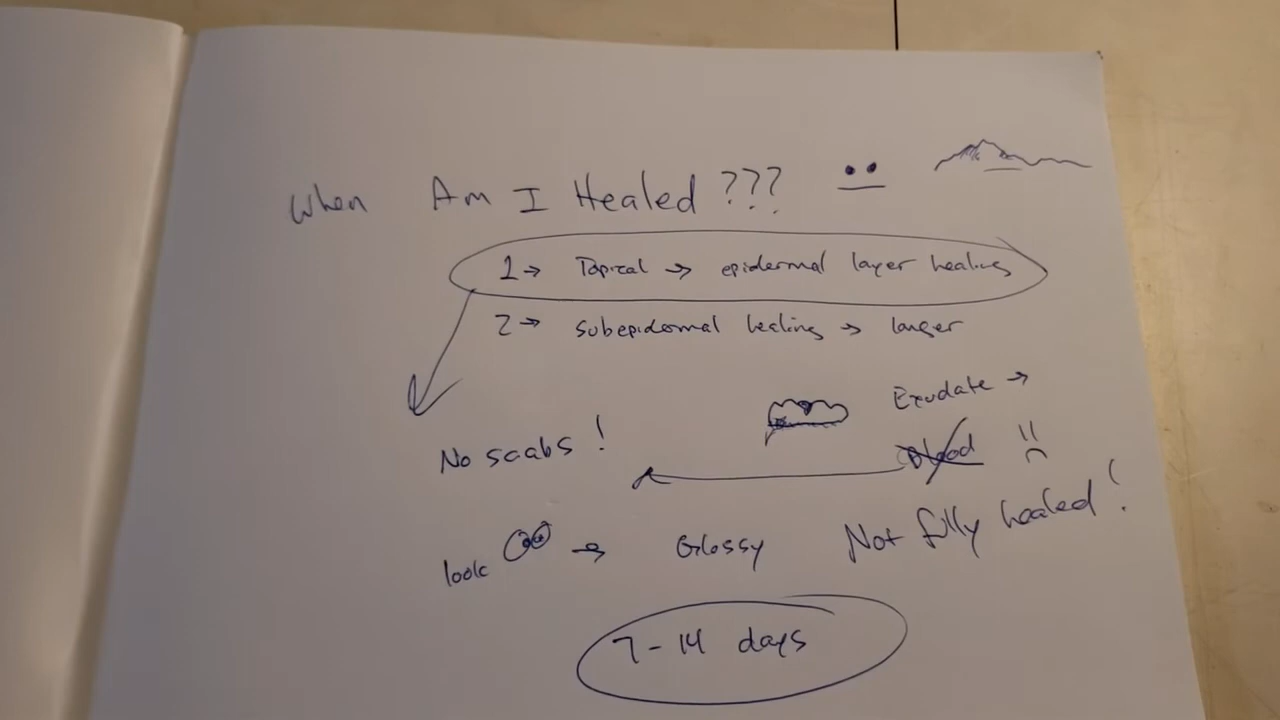 When Am I Healed ???
1 → Topical → epidermal layer healing
2 → subepidermal healing → longer
Exudate →
No scabs !
Blood
look → Glossy
Not fully healed !
7-14 days